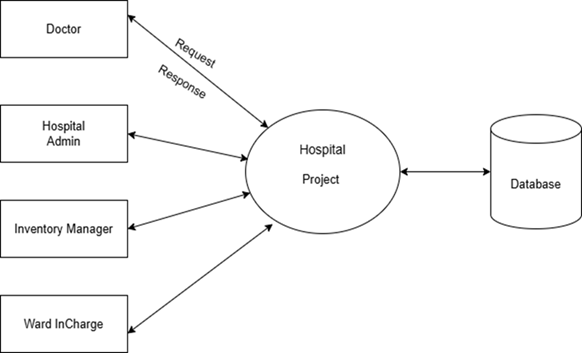 Doctor
Request
Response
Hospital
Admin
Hospital
Project
Database
Inventory Manager
Ward InCharge